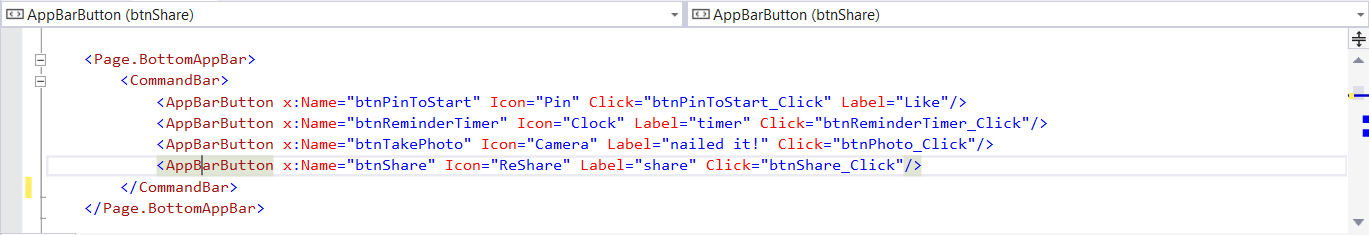 AppBarButton (btnShare) AppBarButton (btnShare)
<Page.BottomAppBar>
<CommandBar>
<AppBarButton x:Name="btnPinToStart" Icon="Pin" Click="btnPinToStart_Click" Label="Like"/>
<AppBarButton x:Name="btnReminderTimer" Icon="Clock" Label="timer" Click="btnReminderTimer_Click"/>
<AppBarButton x:Name="btnTakePhoto" Icon="Camera" Label="nailed it!" Click="btnPhoto_Click"/>
<AppBarButton x:Name="btnShare" Icon="ReShare" Label="share" Click="btnShare_Click"/>
</CommandBar>
</Page.BottomAppBar>